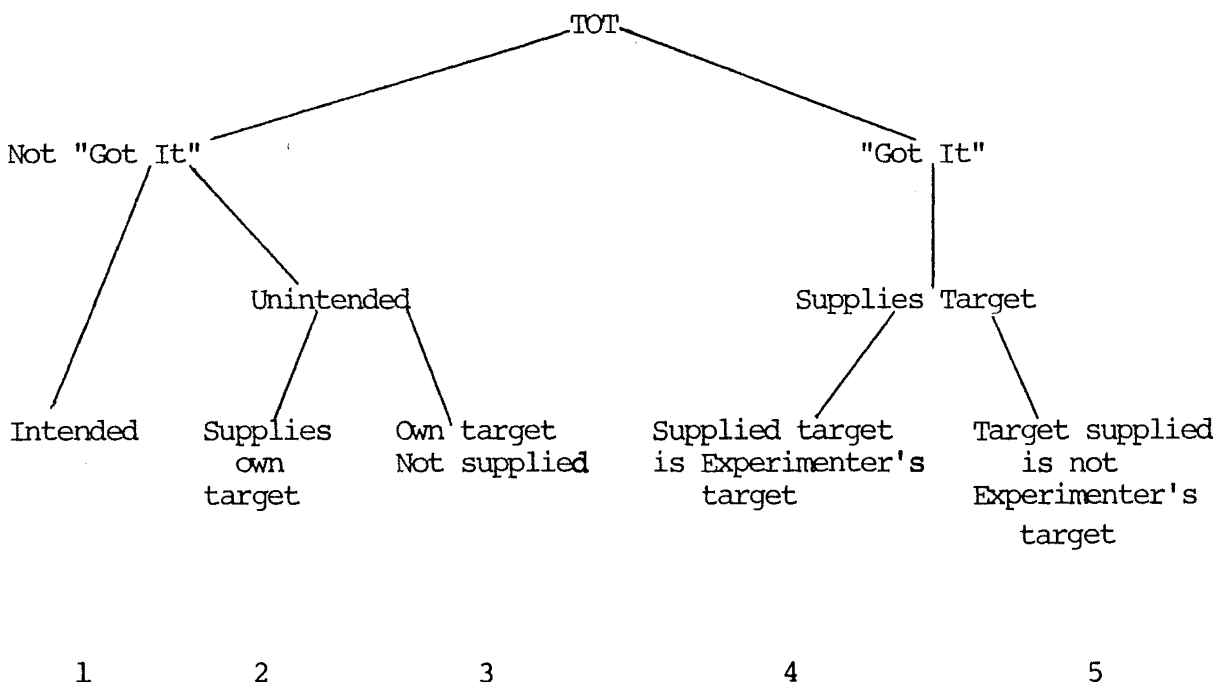 TOT
Not "Got It"
"Got It"
Unintended
Supplies Target
Intended
Supplies
own
target
Own target
Not supplied
Supplied target
is Experimenter's
target
Target supplied
is not
Experimenter's
target
1 2 3 4 5